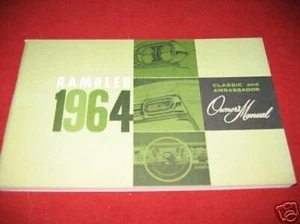 RAMBLER
1964
CLASSIC and
AMBASSADOR
Owner's Manual